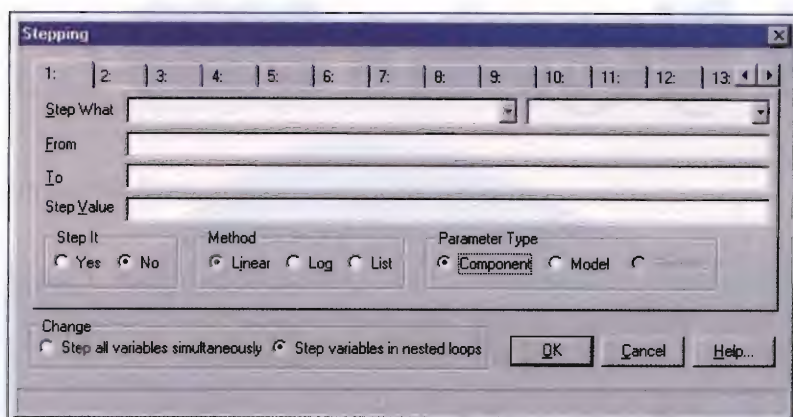 Stepping
1: 2: 3: 4: 5: 6: 7: 8: 9: 10: 11: 12: 13:
Step What
From
To
Step Value
Step It Method Parameter Type
Yes No Linear Log List Component Model
Change
Step all variables simultaneously Step variables in nested loops OK Cancel Help...